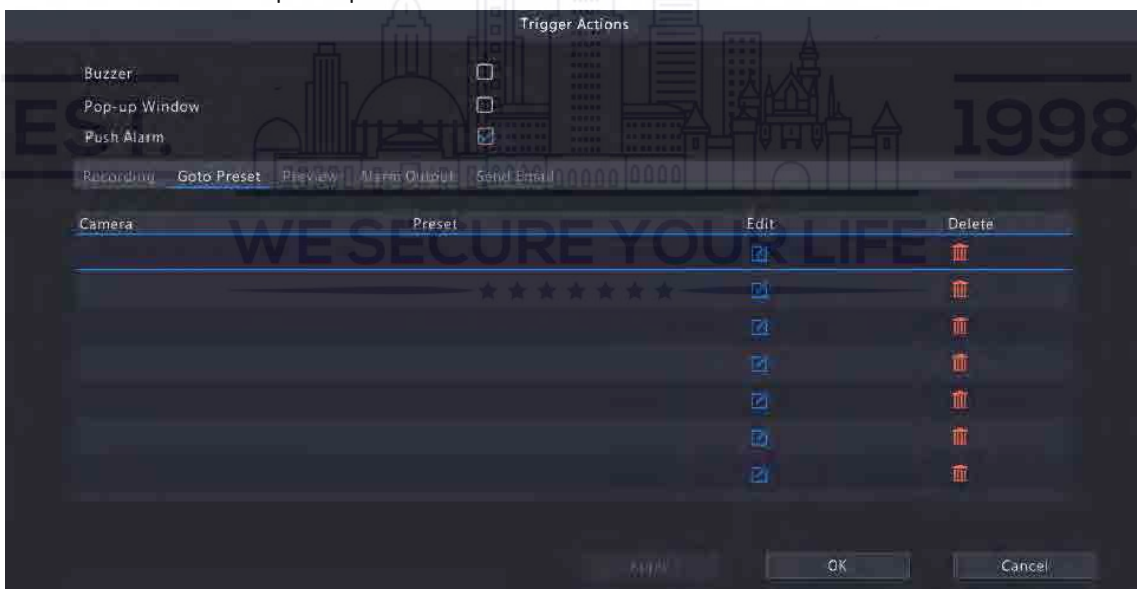 Trigger Actions
Buzzer
Pop-up Window
Push Alarm
EST. 1998
Recording Goto Preset Preview Alarm Output Send Email
Camera Preset Edit Delete
WE SECURE YOUR LIFE
Apply OK Cancel